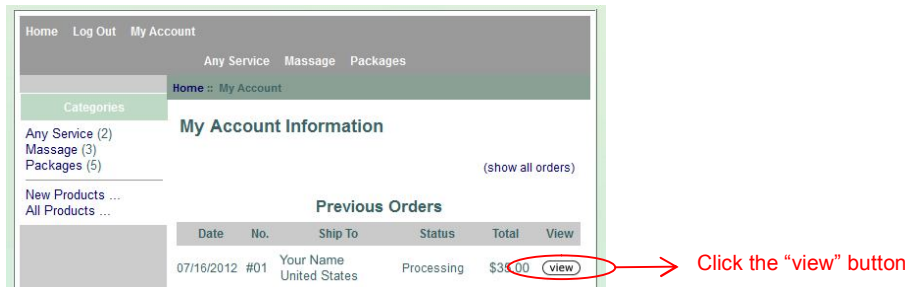 Home Log Out My Account
Any Service Massage Packages
Home :: My Account
Categories
Any Service (2)
Massage (3)
Packages (5)
New Products ...
All Products ...
My Account Information
(show all orders)
Previous Orders
Date No. Ship To Status Total View
07/16/2012 #01 Your Name United States Processing $35.00 view
Click the “view” button